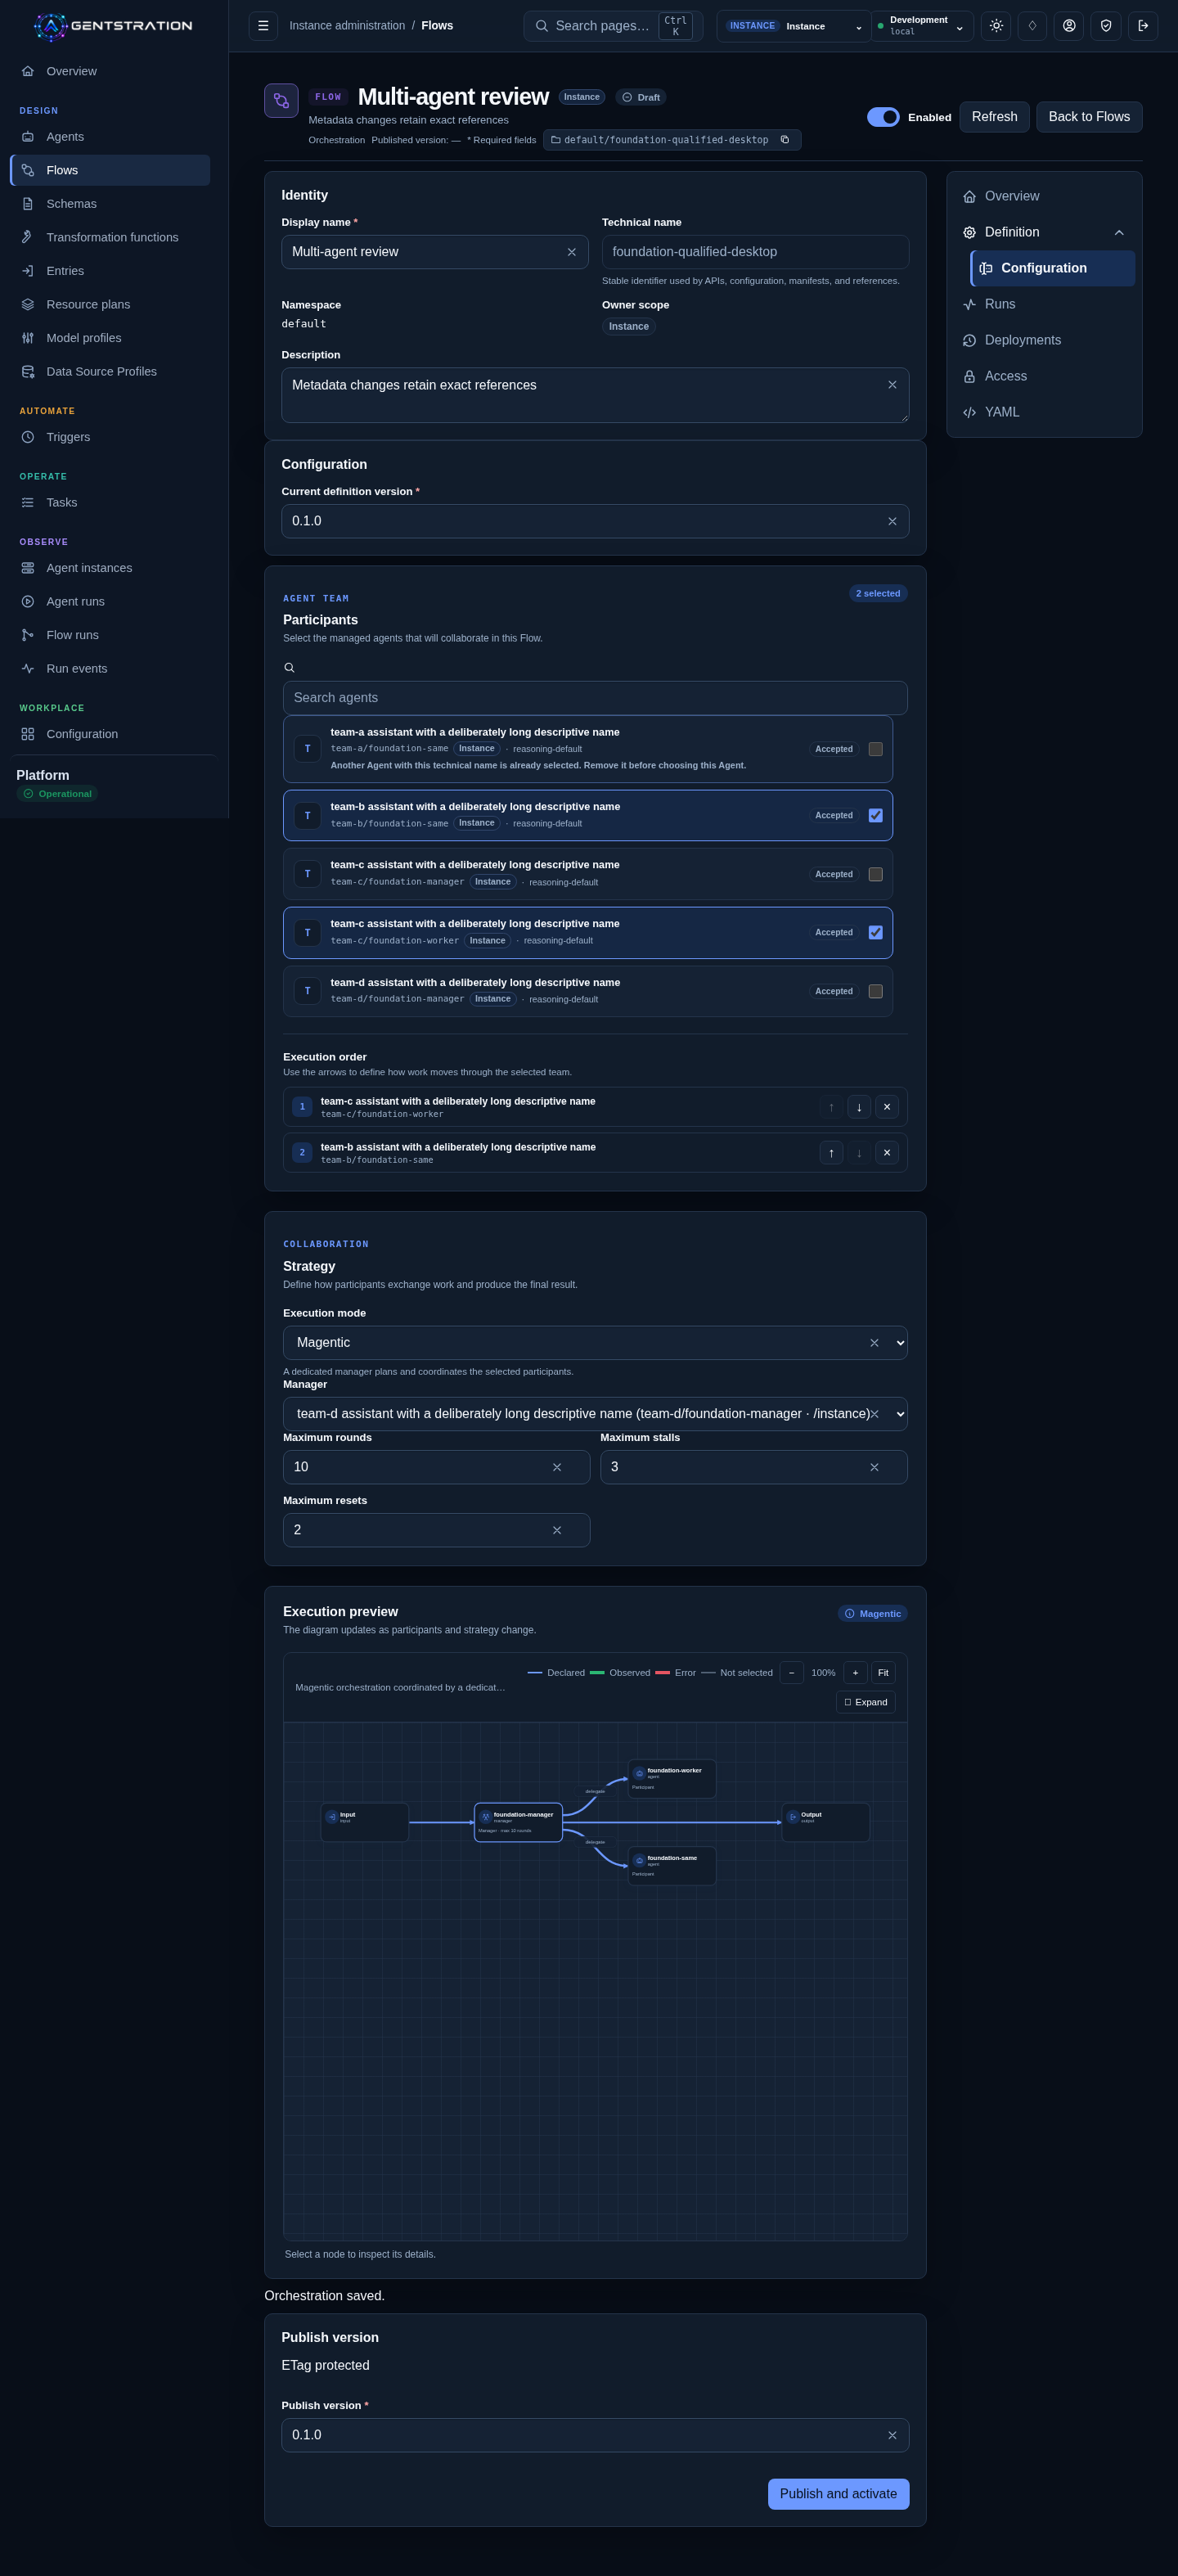 GENTSTRATION
☰
Instance administration / Flows
Search pages…
Ctrl K
INSTANCE Instance
Development
local
Overview
DESIGN
Agents
Flows
Schemas
Transformation functions
Entries
Resource plans
Model profiles
Data Source Profiles
AUTOMATE
Triggers
OPERATE
Tasks
OBSERVE
Agent instances
Agent runs
Flow runs
Run events
WORKPLACE
Configuration
Platform
Operational
FLOW Multi-agent review Instance Draft
Metadata changes retain exact references
Orchestration Published version: — * Required fields default/foundation-qualified-desktop
Enabled Refresh Back to Flows
Overview
Definition
Configuration
Runs
Deployments
Access
YAML
Identity
Display name * Technical name
Multi-agent review foundation-qualified-desktop
Stable identifier used by APIs, configuration, manifests, and references.
Namespace Owner scope
default Instance
Description
Metadata changes retain exact references
Configuration
Current definition version *
0.1.0
AGENT TEAM 2 selected
Participants
Select the managed agents that will collaborate in this Flow.
Search agents
T team-a assistant with a deliberately long descriptive name
team-a/foundation-same Instance · reasoning-default Accepted
Another Agent with this technical name is already selected. Remove it before choosing this Agent.
T team-b assistant with a deliberately long descriptive name
team-b/foundation-same Instance · reasoning-default Accepted
T team-c assistant with a deliberately long descriptive name
team-c/foundation-manager Instance · reasoning-default Accepted
T team-c assistant with a deliberately long descriptive name
team-c/foundation-worker Instance · reasoning-default Accepted
T team-d assistant with a deliberately long descriptive name
team-d/foundation-manager Instance · reasoning-default Accepted
Execution order
Use the arrows to define how work moves through the selected team.
1 team-c assistant with a deliberately long descriptive name ↑ ↓ ×
team-c/foundation-worker
2 team-b assistant with a deliberately long descriptive name ↑ ↓ ×
team-b/foundation-same
COLLABORATION
Strategy
Define how participants exchange work and produce the final result.
Execution mode
Magentic
A dedicated manager plans and coordinates the selected participants.
Manager
team-d assistant with a deliberately long descriptive name (team-d/foundation-manager · /instance)
Maximum rounds Maximum stalls
10 3
Maximum resets
2
Execution preview Magentic
The diagram updates as participants and strategy change.
Magentic orchestration coordinated by a dedicat…
Declared Observed Error Not selected − 100% + Fit
Expand
Input
input
foundation-manager
manager
Manager · max 10 rounds
delegate
foundation-worker
agent
Participant
delegate
foundation-same
agent
Participant
Output
output
Select a node to inspect its details.
Orchestration saved.
Publish version
ETag protected
Publish version *
0.1.0
Publish and activate